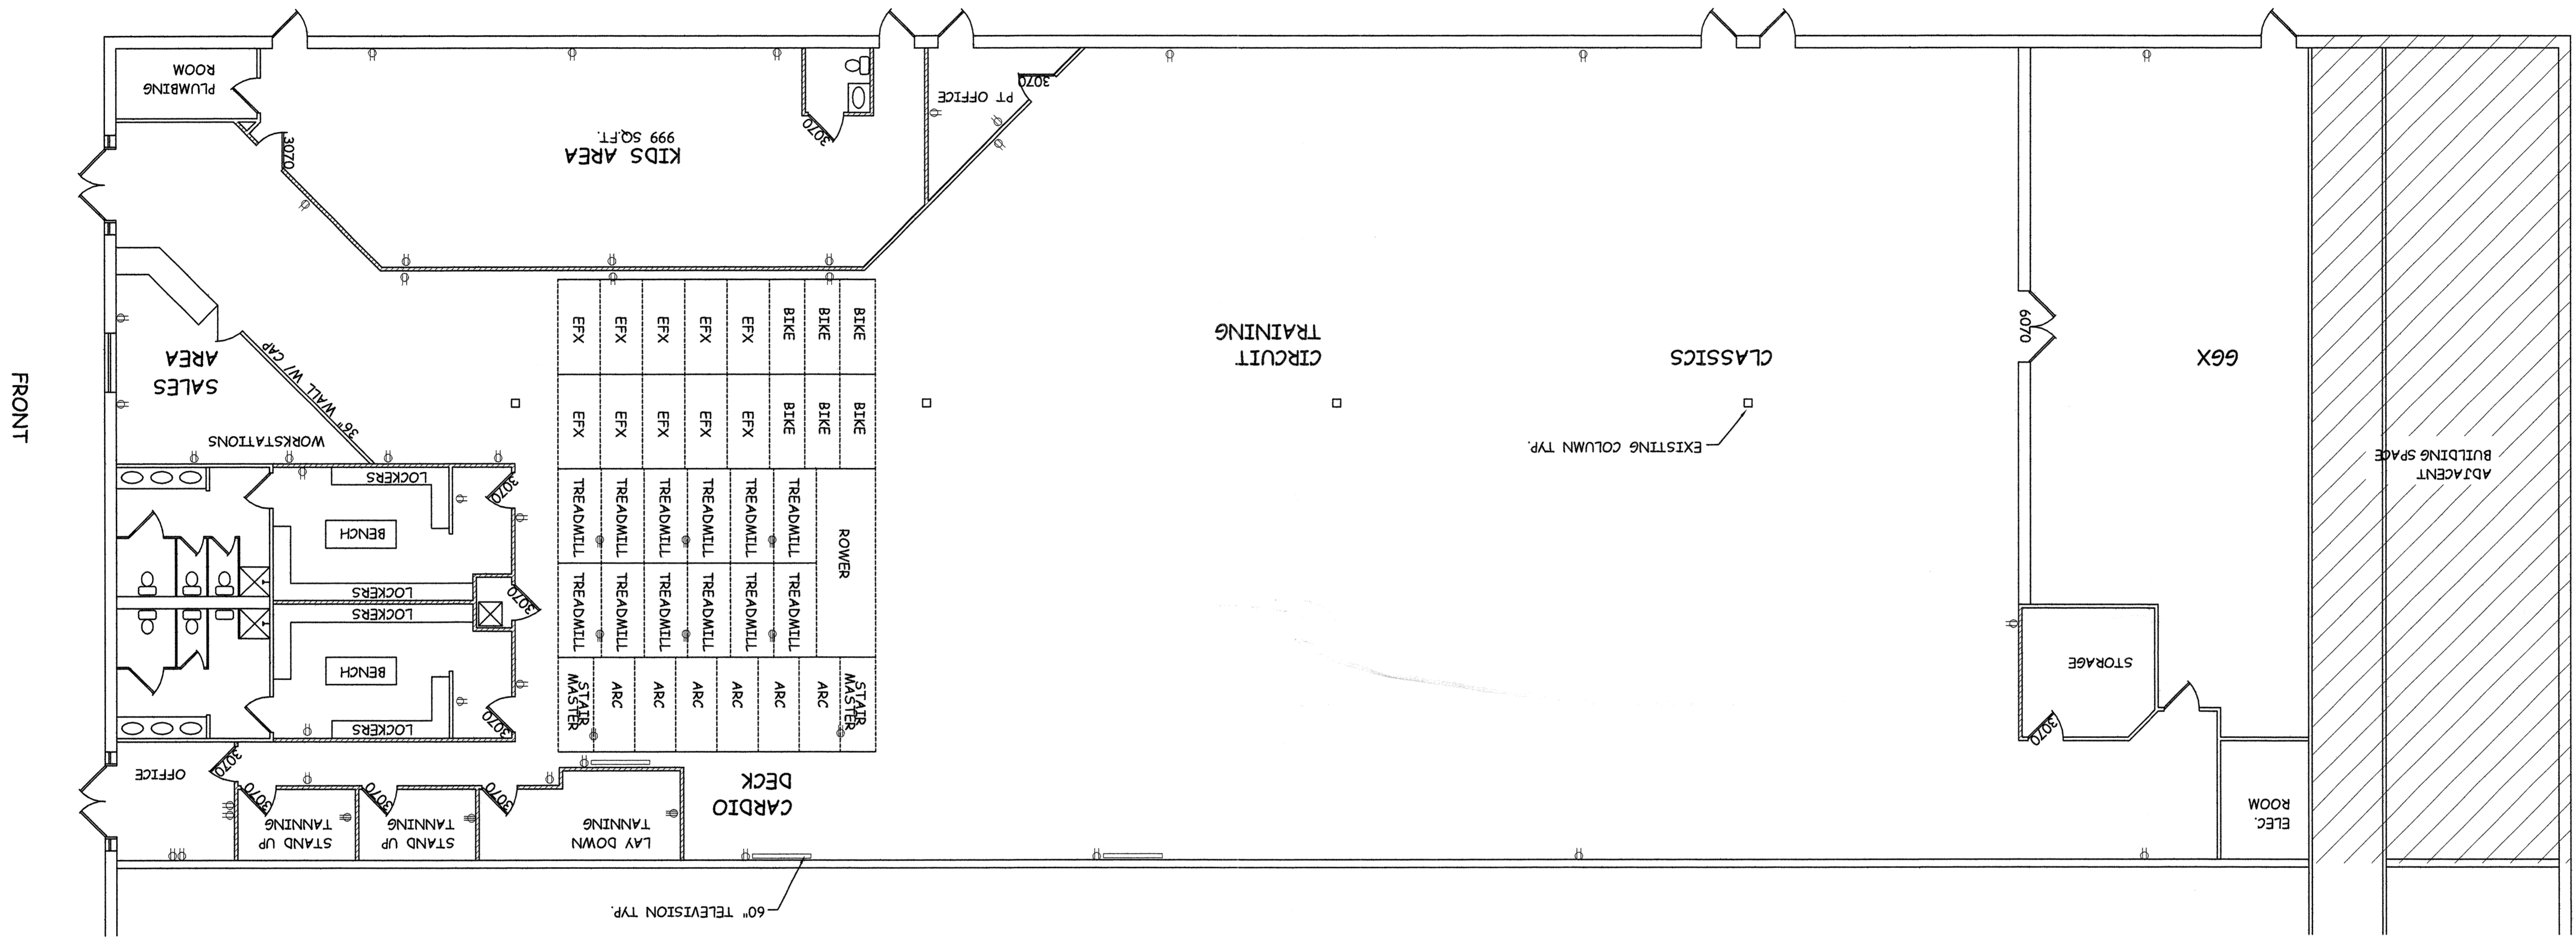 FRONT
PLUMBING
ROOM
3070
KIDS AREA
999 SQ.FT.
3070
PT OFFICE
3070
SALES
AREA
36" WALL W/ CAP
WORKSTATIONS
EFX
EFX
EFX
EFX
EFX
BIKE
BIKE
BIKE
EFX
EFX
EFX
EFX
EFX
BIKE
BIKE
BIKE
TREADMILL
TREADMILL
TREADMILL
TREADMILL
TREADMILL
TREADMILL
ROWER
TREADMILL
TREADMILL
TREADMILL
TREADMILL
TREADMILL
TREADMILL
STAIR
MASTER
ARC
ARC
ARC
ARC
ARC
ARC
STAIR
MASTER
CARDIO
DECK
CIRCUIT
TRAINING
CLASSICS
EXISTING COLUMN TYP.
6070
GGX
ADJACENT
BUILDING SPACE
LOCKERS
3070
BENCH
LOCKERS
3070
LOCKERS
BENCH
LOCKERS
3070
OFFICE
3070
3070
STAND UP
TANNING
3070
STAND UP
TANNING
3070
LAY DOWN
TANNING
60" TELEVISION TYP.
STORAGE
3070
ELEC.
ROOM